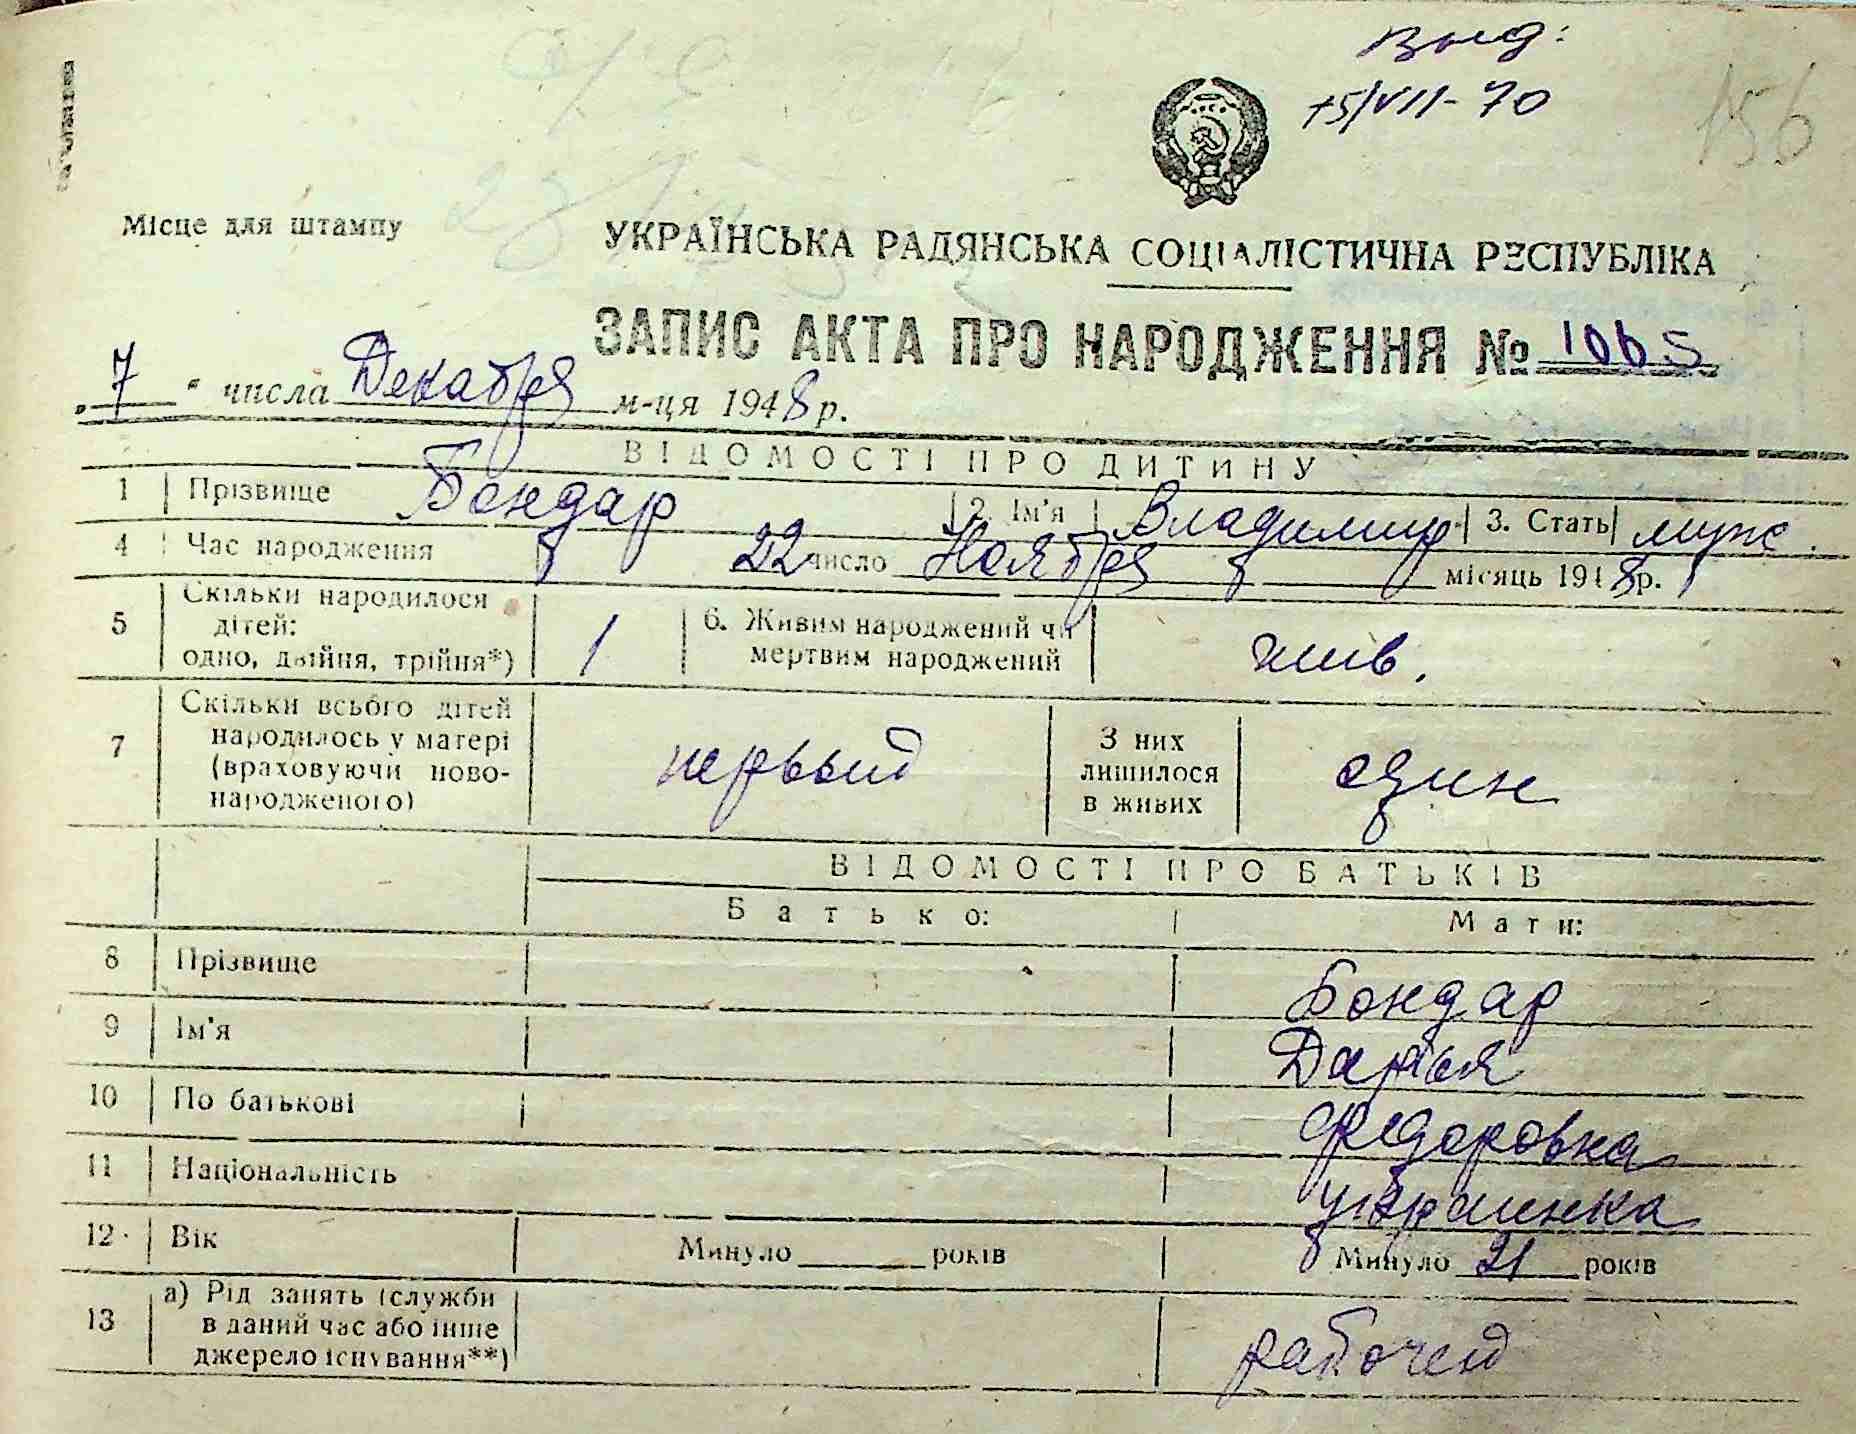 Выд:
15/VII-70
156
Місце для штампу
УКРАЇНСЬКА РАДЯНСЬКА СОЦІАЛІСТИЧНА РЕСПУБЛІКА
ЗАПИС АКТА ПРО НАРОДЖЕННЯ № 1065
„7" числа Декабря м-ця 1948 р.
ВІДОМОСТІ ПРО ДИТИНУ
1 Прізвище Бондар 2. Ім'я Владимир 3. Стать муж.
4 Час народження 22 число Ноября місяць 1948 р.
5 Скільки народилося дітей: одно, двійня, трійня*) 1 6. Живим народжений чи мертвим народжений жив.
7 Скільки всього дітей народилось у матері (враховуючи новонародженого) первый З них лишилося в живих один
ВІДОМОСТІ ПРО БАТЬКІВ
Батько: Мати:
8 Прізвище Бондар
9 Ім'я Дарья
10 По батькові Федоровка
11 Національність украинка
12 Вік Минуло ______ років Минуло 21 років
13 а) Рід занять (служби в даний час або інше джерело існування**) рабочей